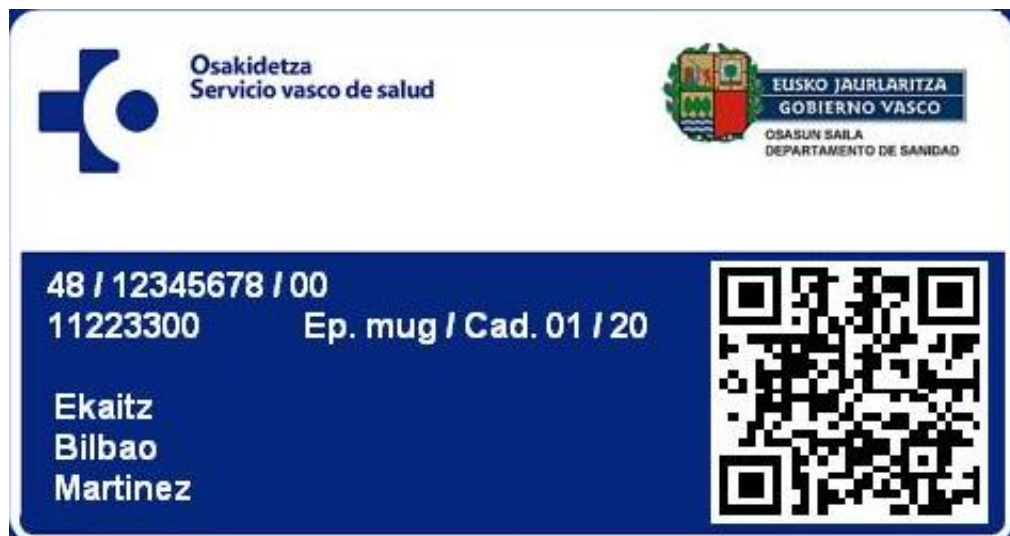 Osakidetza
Servicio vasco de salud
EUSKO JAURLARITZA
GOBIERNO VASCO
OSASUN SAILA
DEPARTAMENTO DE SANIDAD
48 / 12345678 / 00
11223300 Ep. mug / Cad. 01 / 20
Ekaitz
Bilbao
Martinez